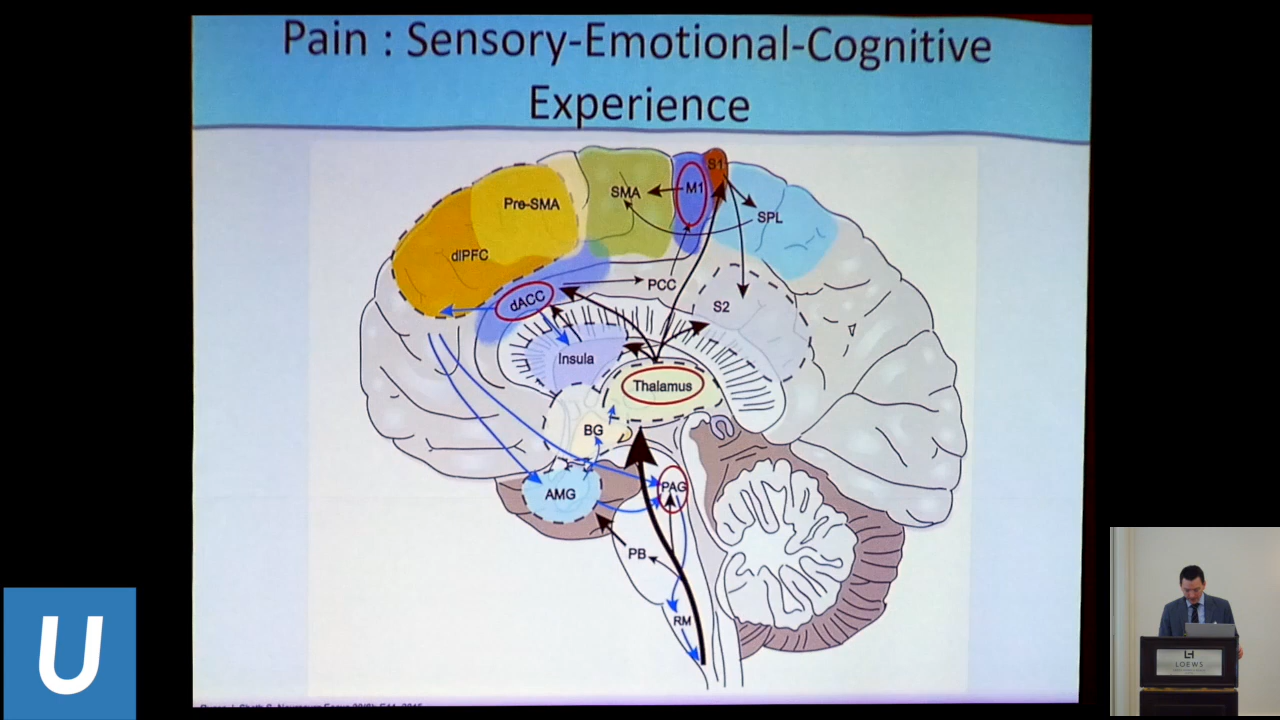 Pain : Sensory-Emotional-Cognitive
Experience
S1
M1
SMA
Pre-SMA
SPL
dlPFC
PCC
dACC
S2
Insula
Thalamus
BG
AMG
PAG
PB
RM
U
LH
LOEWS